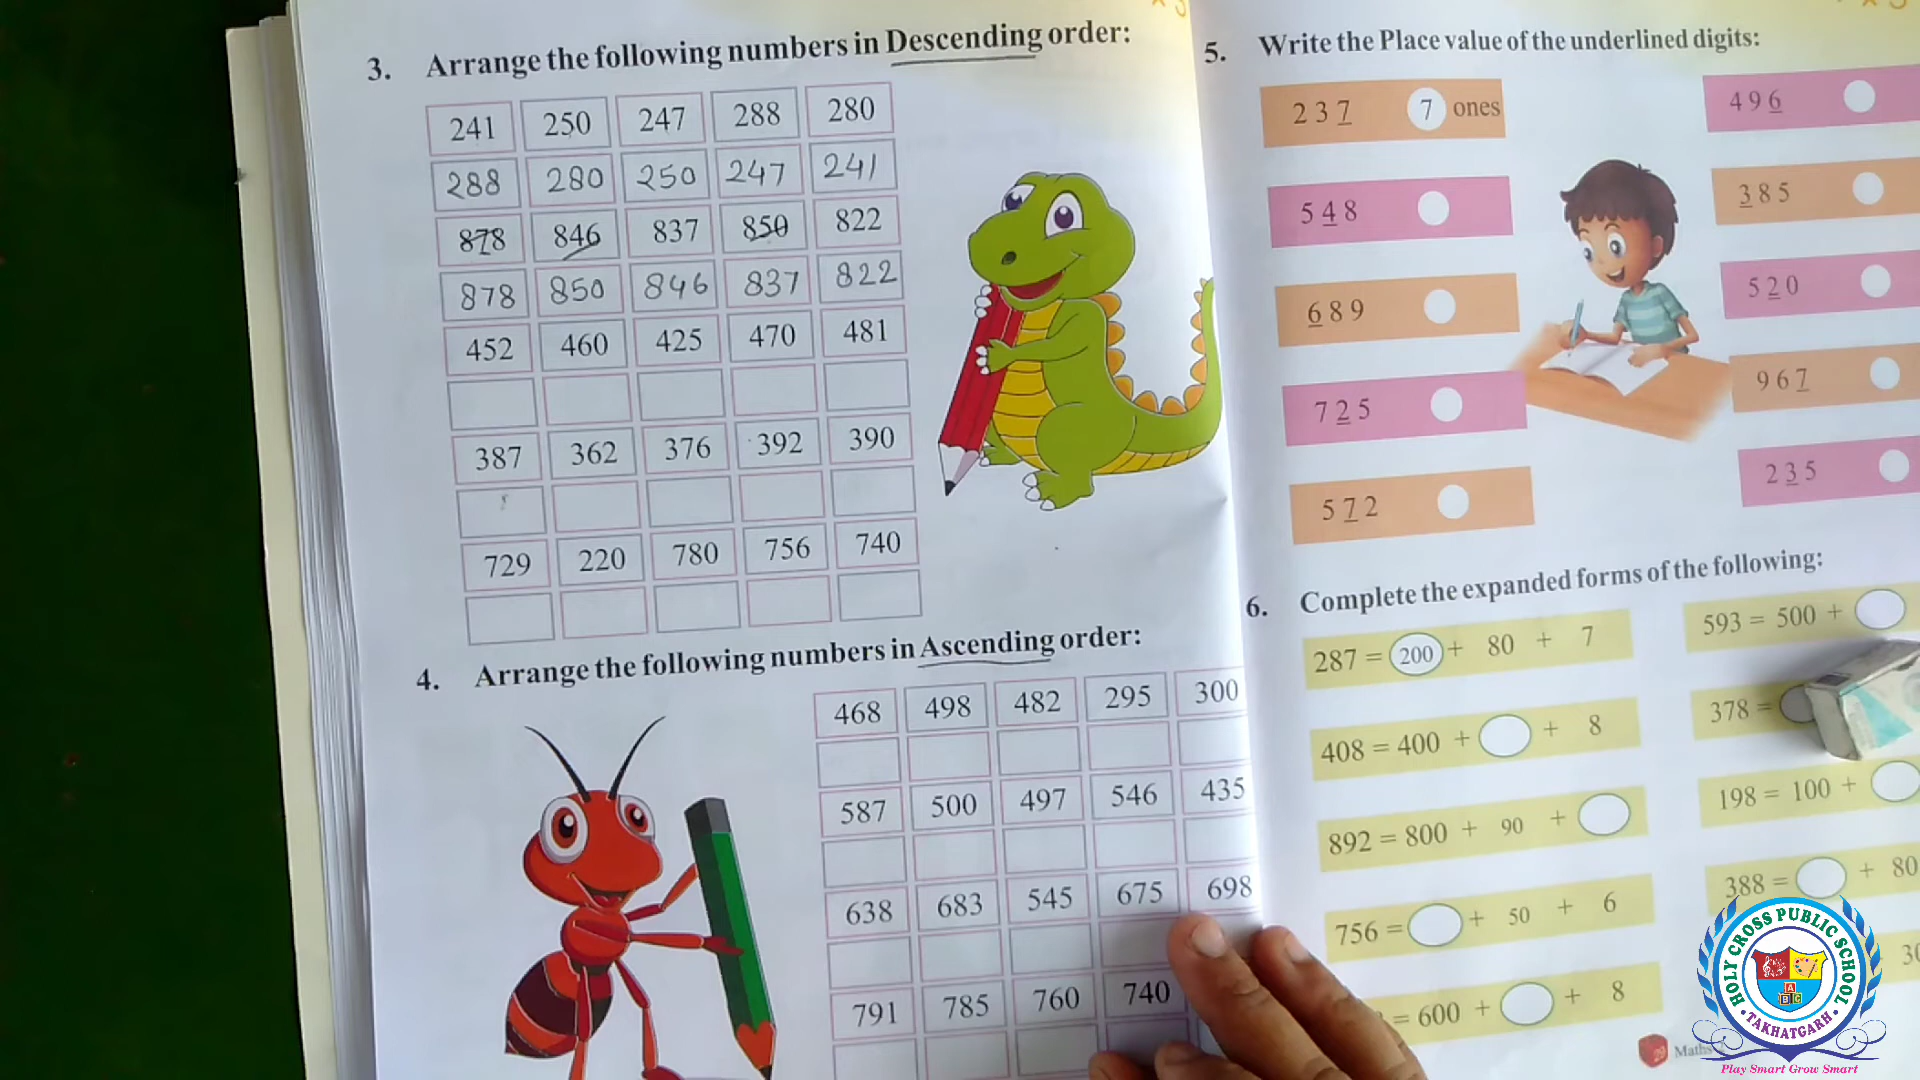 3. Arrange the following numbers in Descending order:
241 250 247 288 280
288 280 250 247 241
878 846 837 850 822
878 850 846 837 822
452 460 425 470 481
387 362 376 392 390
729 220 780 756 740
4. Arrange the following numbers in Ascending order:
468 498 482 295 300
587 500 497 546 435
638 683 545 675 698
791 785 760 740
5. Write the Place value of the underlined digits:
237 7 ones
496
548
385
689
520
725
967
572
235
6. Complete the expanded forms of the following:
287 = 200 + 80 + 7
593 = 500 +
408 = 400 + + 8
378 =
892 = 800 + 90 +
198 = 100 +
756 = + 50 + 6
388 = + 80
= 600 + + 8
30
29 Maths
HOLY CROSS PUBLIC SCHOOL
TAKHATGARH
A
B C
Play Smart Grow Smart